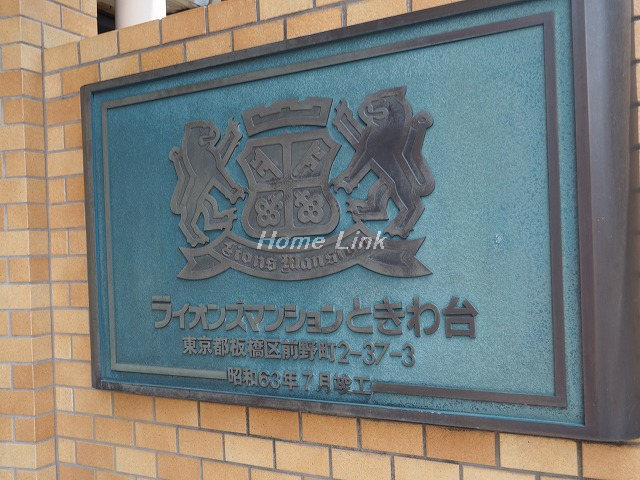 Lions Mansion
Home Link
ライオンズマンションときわ台
東京都板橋区前野町2-37-3
昭和63年7月竣工